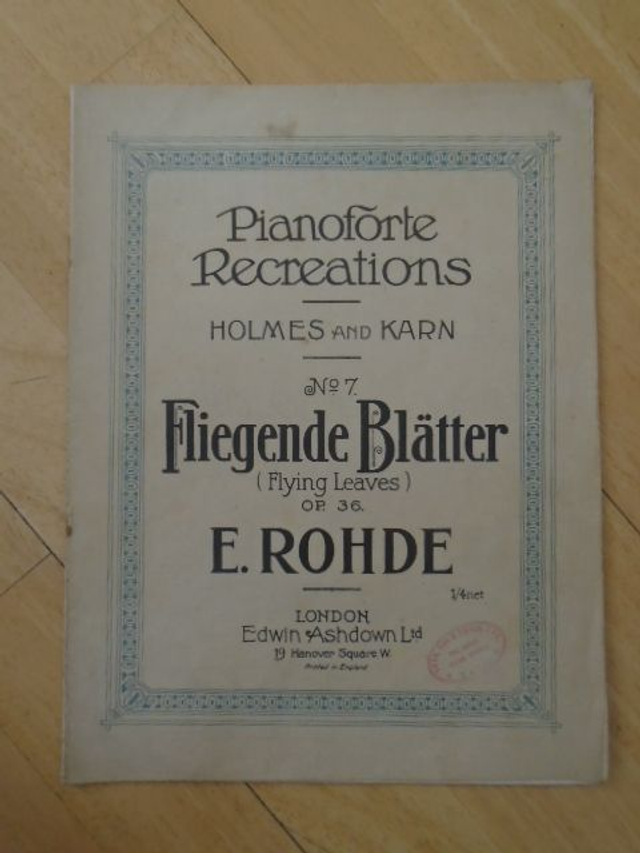 Pianoforte
Recreations
HOLMES AND KARN
No 7.
Fliegende Blätter
(Flying Leaves)
OP. 36.
E. ROHDE
1/4 net
LONDON
Edwin Ashdown Ltd
19 Hanover Square W.
Printed in England